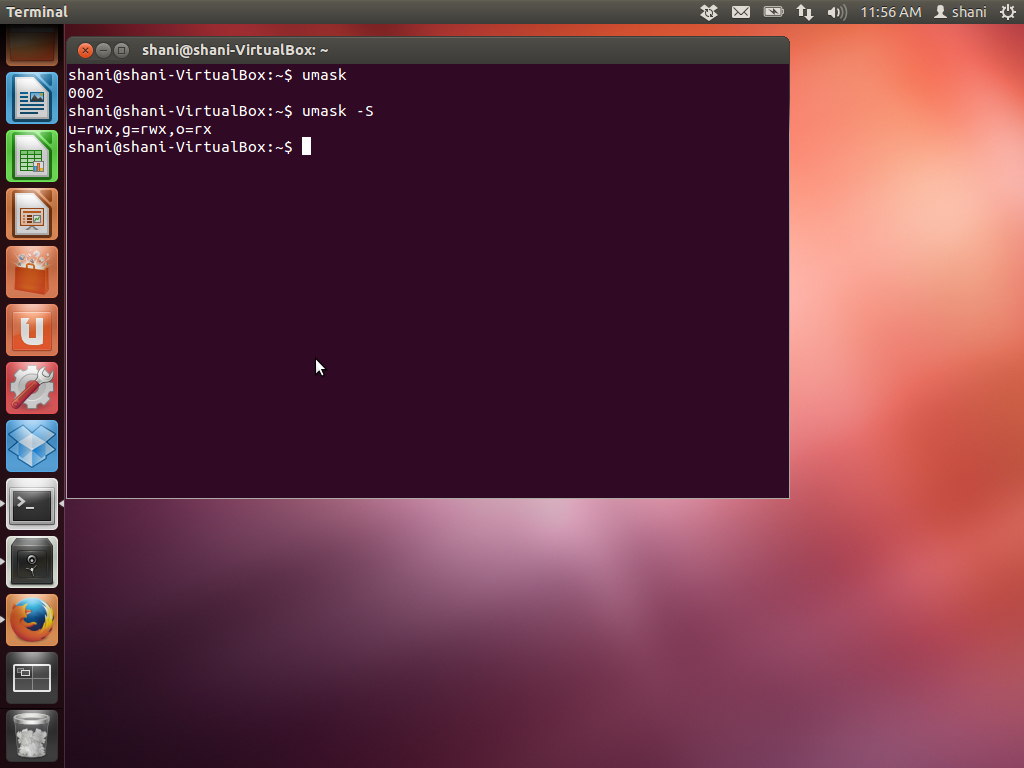 Terminal
11:56 AM shani
shani@shani-VirtualBox: ~
shani@shani-VirtualBox:~$ umask
0002
shani@shani-VirtualBox:~$ umask -S
u=rwx,g=rwx,o=rx
shani@shani-VirtualBox:~$